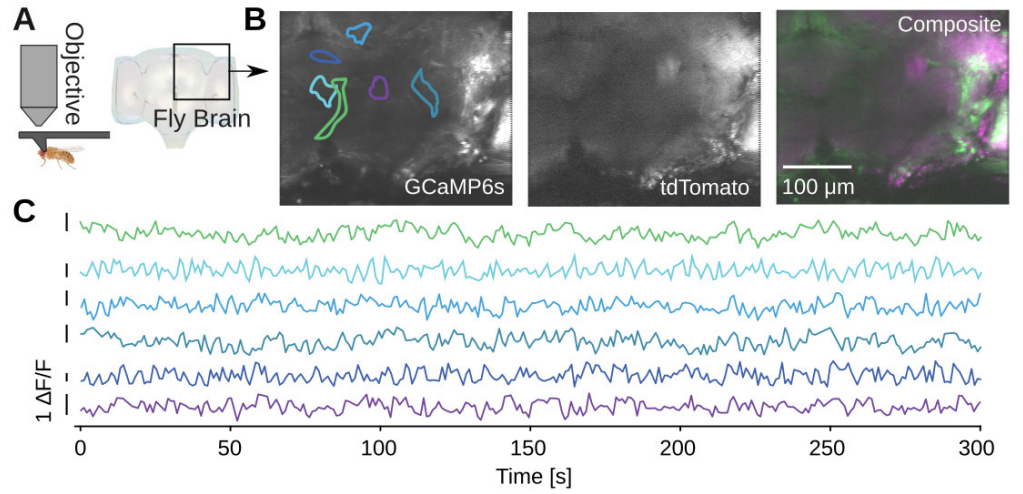 A
Objective
Fly Brain
B
GCaMP6s
tdTomato
Composite
100 µm
C
1 ΔF/F
0 50 100 150 200 250 300
Time [s]